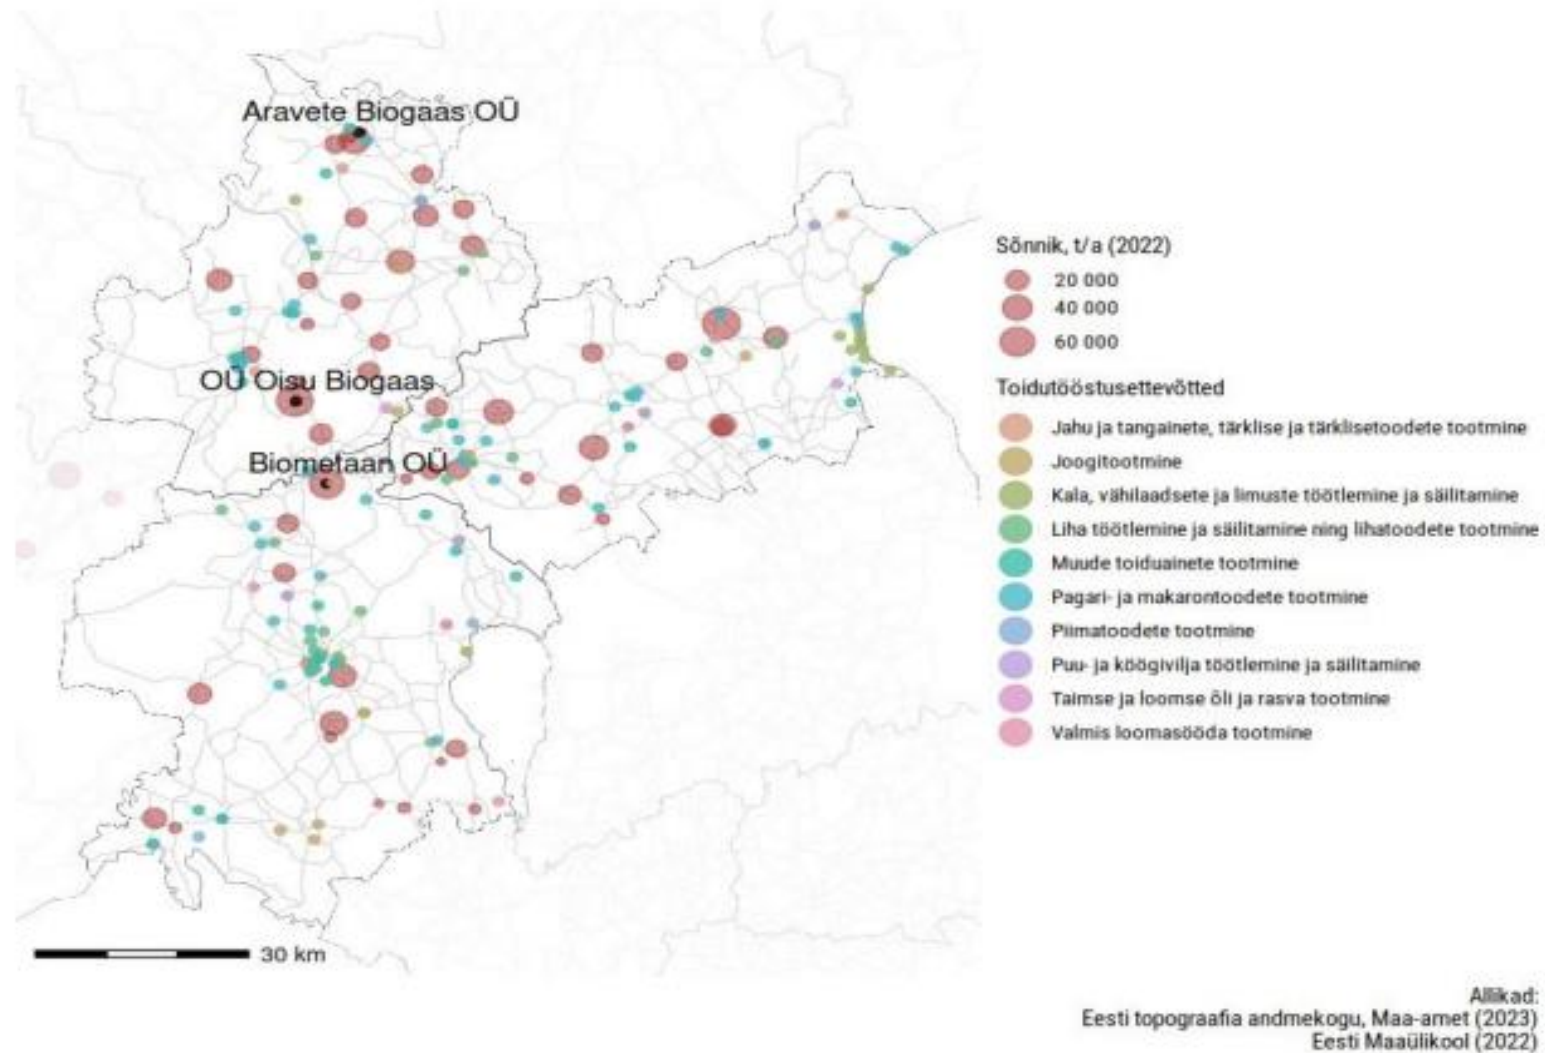 Aravete Biogaas OÜ
OÜ Oisu Biogaas
Biometaan OÜ
30 km
Sõnnik, t/a (2022)
20 000
40 000
60 000
Toidutööstusettevõtted
Jahu ja tangainete, tärklise ja tärklisetoodete tootmine
Joogitootmine
Kala, vähilaadsete ja limuste töötlemine ja säilitamine
Liha töötlemine ja säilitamine ning lihatoodete tootmine
Muude toiduainete tootmine
Pagari- ja makarontoodete tootmine
Piimatoodete tootmine
Puu- ja köögivilja töötlemine ja säilitamine
Taimse ja loomse õli ja rasva tootmine
Valmis loomasööda tootmine
Allikad:
Eesti topograafia andmekogu, Maa-amet (2023)
Eesti Maaülikool (2022)